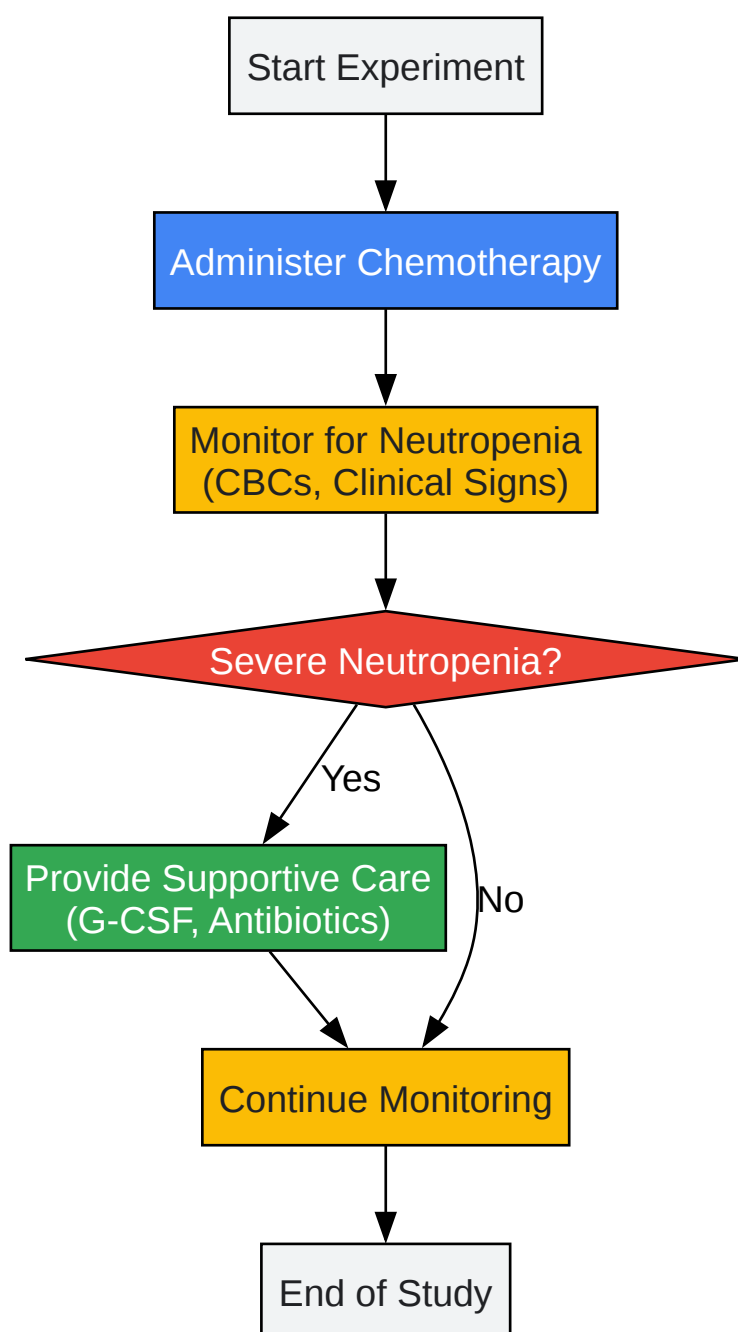 Start Experiment
Administer Chemotherapy
Monitor for Neutropenia
(CBCs, Clinical Signs)
Severe Neutropenia?
Yes
Provide Supportive Care
(G-CSF, Antibiotics)
No
Continue Monitoring
End of Study